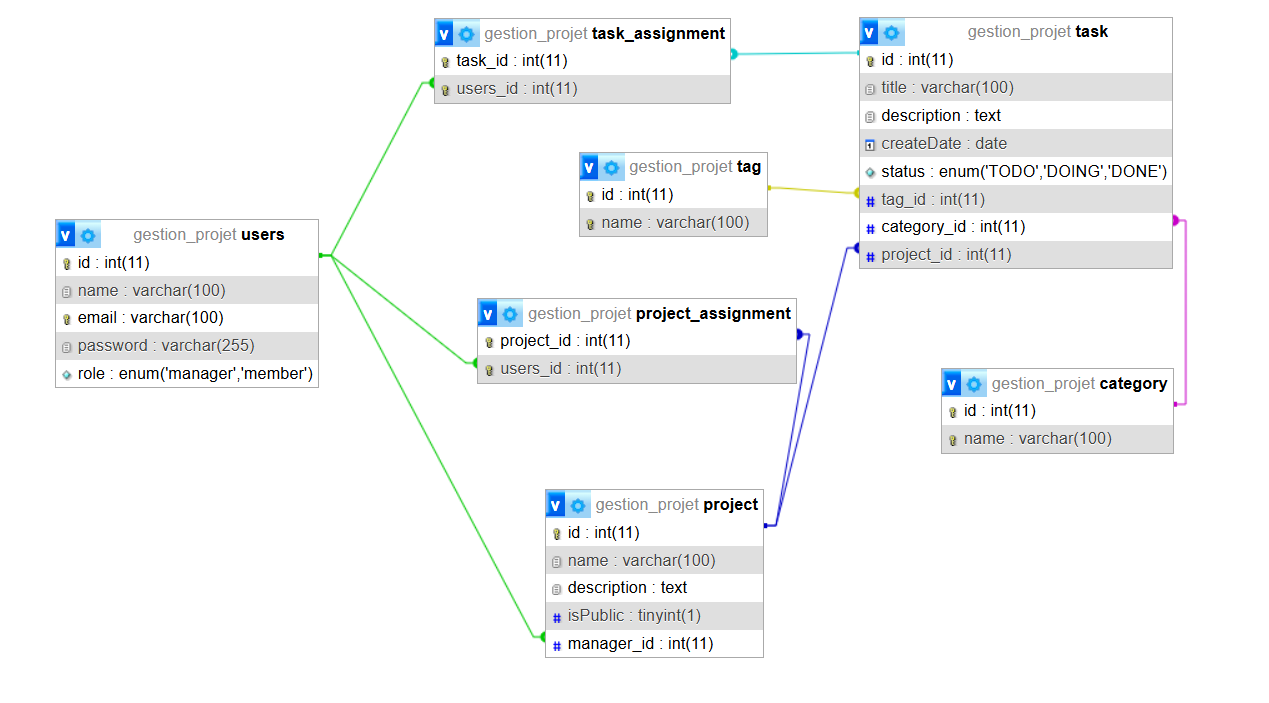 gestion_projet task_assignment
task_id : int(11)
users_id : int(11)
gestion_projet task
id : int(11)
title : varchar(100)
description : text
createDate : date
status : enum('TODO','DOING','DONE')
tag_id : int(11)
category_id : int(11)
project_id : int(11)
gestion_projet tag
id : int(11)
name : varchar(100)
gestion_projet users
id : int(11)
name : varchar(100)
email : varchar(100)
password : varchar(255)
role : enum('manager','member')
gestion_projet project_assignment
project_id : int(11)
users_id : int(11)
gestion_projet category
id : int(11)
name : varchar(100)
gestion_projet project
id : int(11)
name : varchar(100)
description : text
isPublic : tinyint(1)
manager_id : int(11)